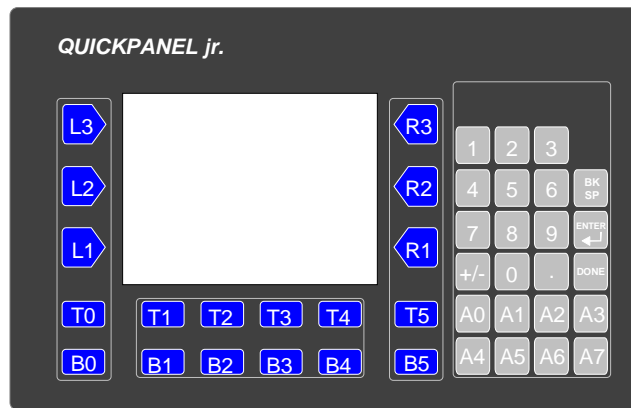 QUICKPANEL jr.
L3 R3
1 2 3
L2 R2
4 5 6 BK SP
7 8 9 ENTER
L1 R1
+/- 0 . DONE
T0 T1 T2 T3 T4 T5
A0 A1 A2 A3
B0 B1 B2 B3 B4 B5
A4 A5 A6 A7